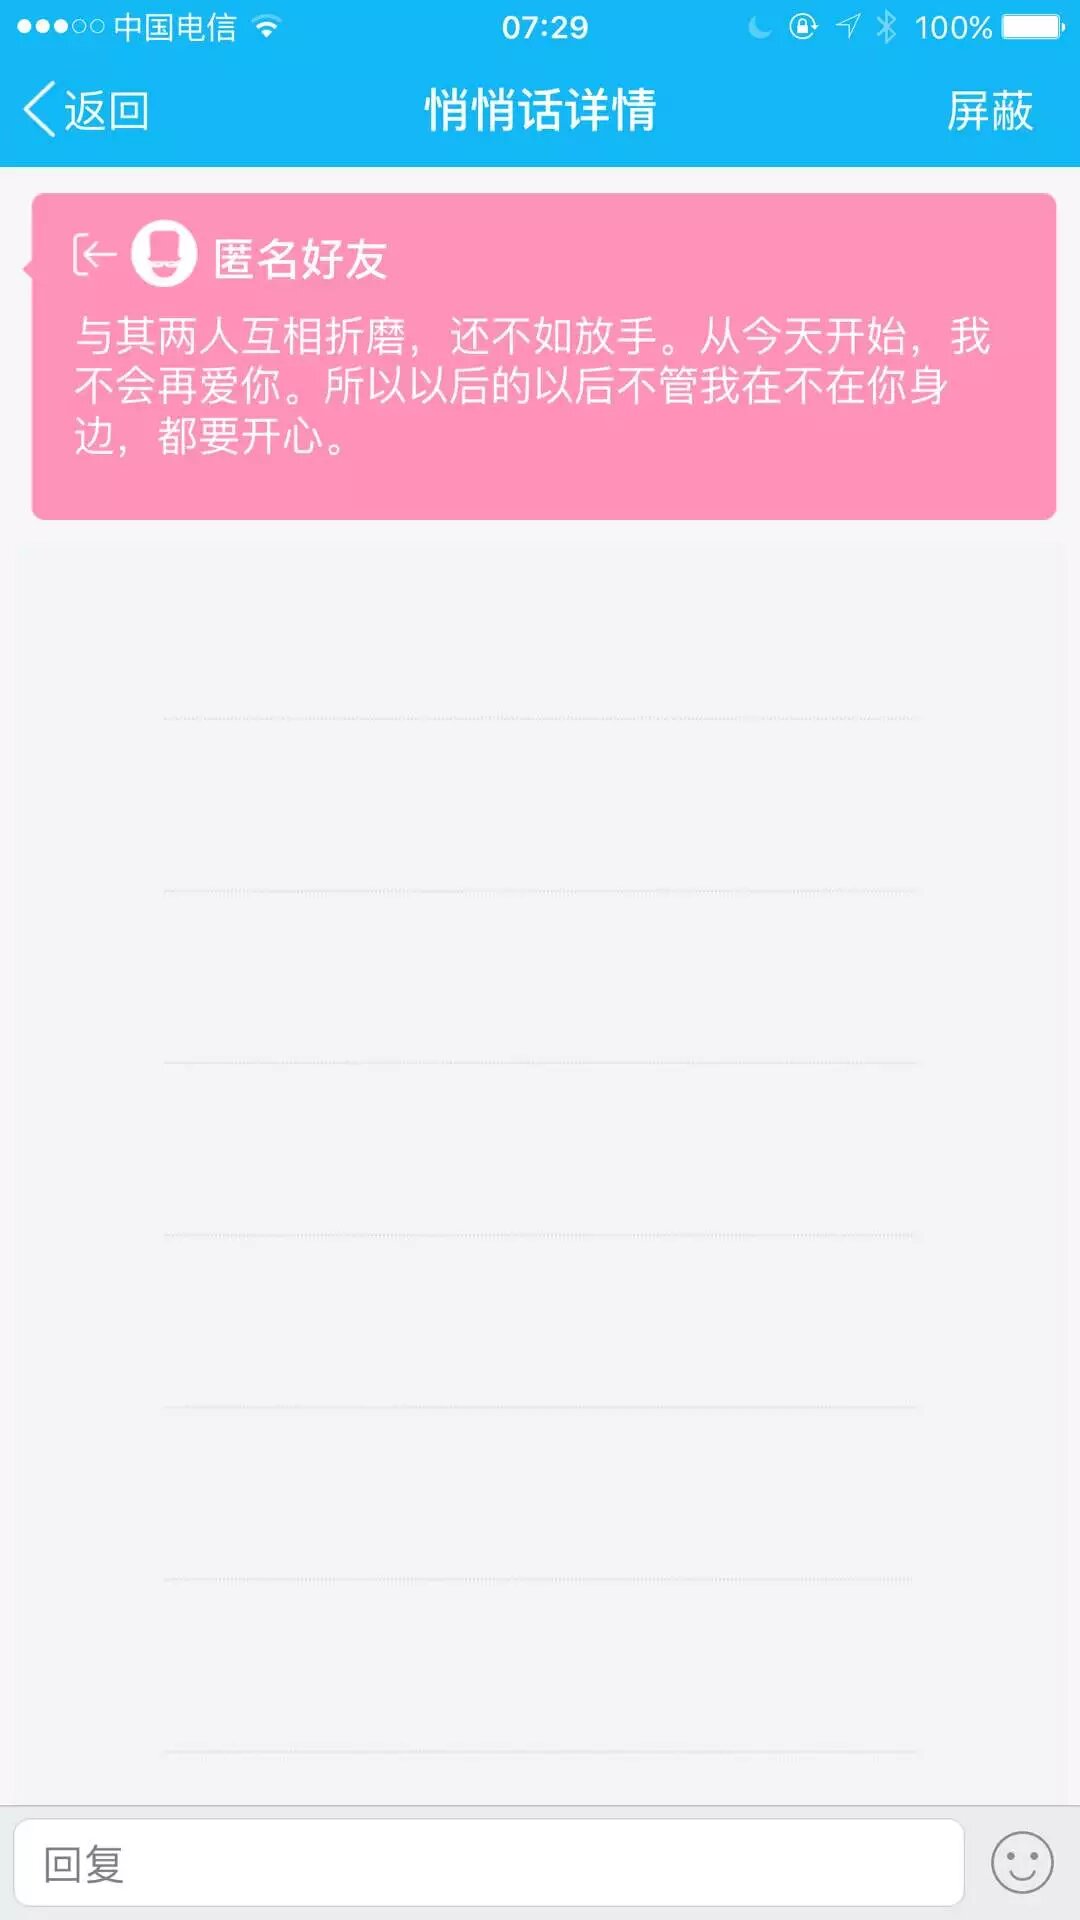 中国电信 07:29 100%
返回 悄悄话详情 屏蔽
匿名好友
与其两人互相折磨，还不如放手。从今天开始，我
不会再爱你。所以以后的以后不管我在不在你身
边，都要开心。
回复